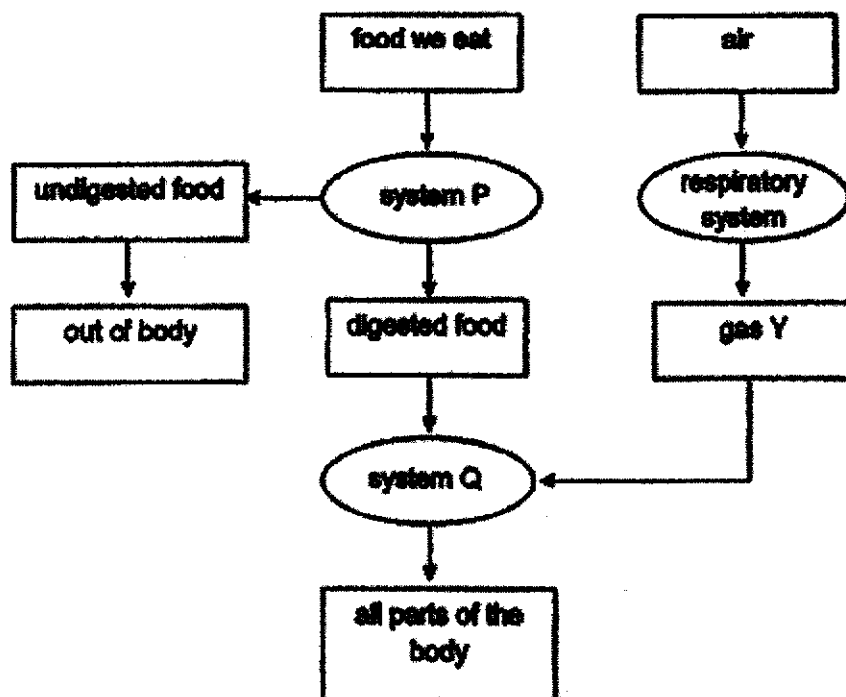 food we eat
air
undigested food
system P
respiratory
system
out of body
digested food
gas Y
system Q
all parts of the
body